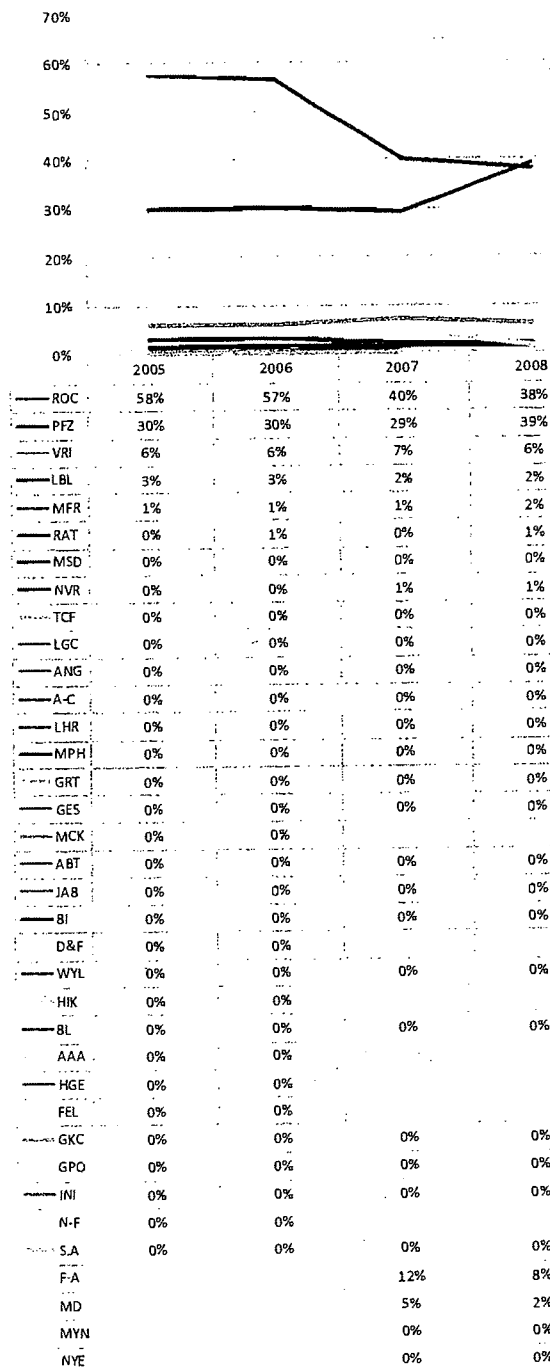 70%
60%
50%
40%
30%
20%
10%
0%
2005 2006 2007 2008
ROC 58% 57% 40% 38%
PFZ 30% 30% 29% 39%
VRI 6% 6% 7% 6%
LBL 3% 3% 2% 2%
MFR 1% 1% 1% 2%
RAT 0% 1% 0% 1%
MSD 0% 0% 0% 0%
NVR 0% 0% 1% 1%
TCF 0% 0% 0% 0%
LGC 0% 0% 0% 0%
ANG 0% 0% 0% 0%
A-C 0% 0% 0% 0%
LHR 0% 0% 0% 0%
MPH 0% 0% 0% 0%
GRT 0% 0% 0% 0%
GES 0% 0% 0% 0%
MCK 0% 0%
ABT 0% 0% 0% 0%
JAB 0% 0% 0% 0%
BI 0% 0% 0% 0%
D&F 0% 0%
WYL 0% 0% 0% 0%
HIK 0% 0%
BL 0% 0% 0% 0%
AAA 0% 0%
HGE 0% 0%
FEL 0% 0%
GKC 0% 0% 0% 0%
GPO 0% 0% 0% 0%
INI 0% 0% 0% 0%
N-F 0% 0%
S.A 0% 0% 0% 0%
F-A 12% 8%
MD 5% 2%
MYN 0% 0%
NYE 0% 0%